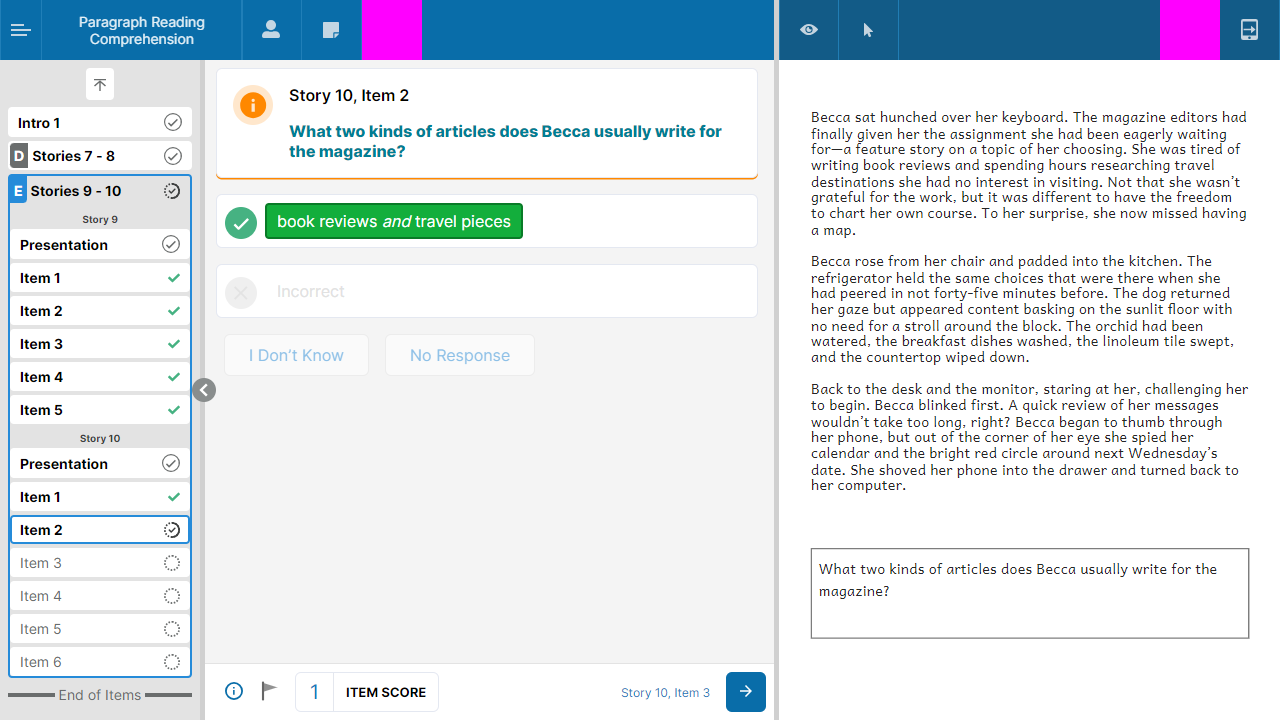 Paragraph Reading
Comprehension
Intro 1
D Stories 7 - 8
E Stories 9 - 10
Story 9
Presentation
Item 1
Item 2
Item 3
Item 4
Item 5
Story 10
Presentation
Item 1
Item 2
Item 3
Item 4
Item 5
Item 6
End of Items
Story 10, Item 2
What two kinds of articles does Becca usually write for
the magazine?
book reviews and travel pieces
Incorrect
I Don’t Know
No Response
1 ITEM SCORE
Story 10, Item 3
Becca sat hunched over her keyboard. The magazine editors had
finally given her the assignment she had been eagerly waiting
for—a feature story on a topic of her choosing. She was tired of
writing book reviews and spending hours researching travel
destinations she had no interest in visiting. Not that she wasn’t
grateful for the work, but it was different to have the freedom
to chart her own course. To her surprise, she now missed having
a map.
Becca rose from her chair and padded into the kitchen. The
refrigerator held the same choices that were there when she
had peered in not forty-five minutes before. The dog returned
her gaze but appeared content basking on the sunlit floor with
no need for a stroll around the block. The orchid had been
watered, the breakfast dishes washed, the linoleum tile swept,
and the countertop wiped down.
Back to the desk and the monitor, staring at her, challenging her
to begin. Becca blinked first. A quick review of her messages
wouldn’t take too long, right? Becca began to thumb through
her phone, but out of the corner of her eye she spied her
calendar and the bright red circle around next Wednesday’s
date. She shoved her phone into the drawer and turned back to
her computer.
What two kinds of articles does Becca usually write for the
magazine?